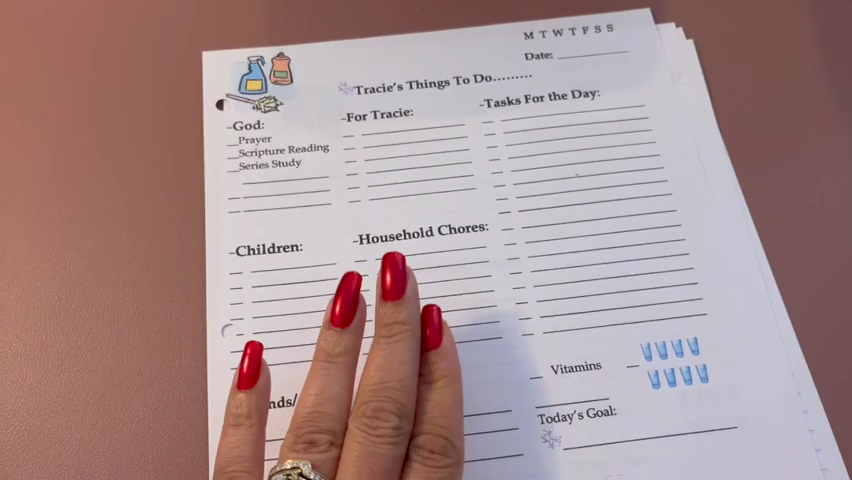 M T W T F S S
Date:
Tracie's Things To Do.........
~God:
Prayer
Scripture Reading
Series Study
~For Tracie:
~Tasks For the Day:
~Children:
~Household Chores:
nds/
Vitamins
Today's Goal: